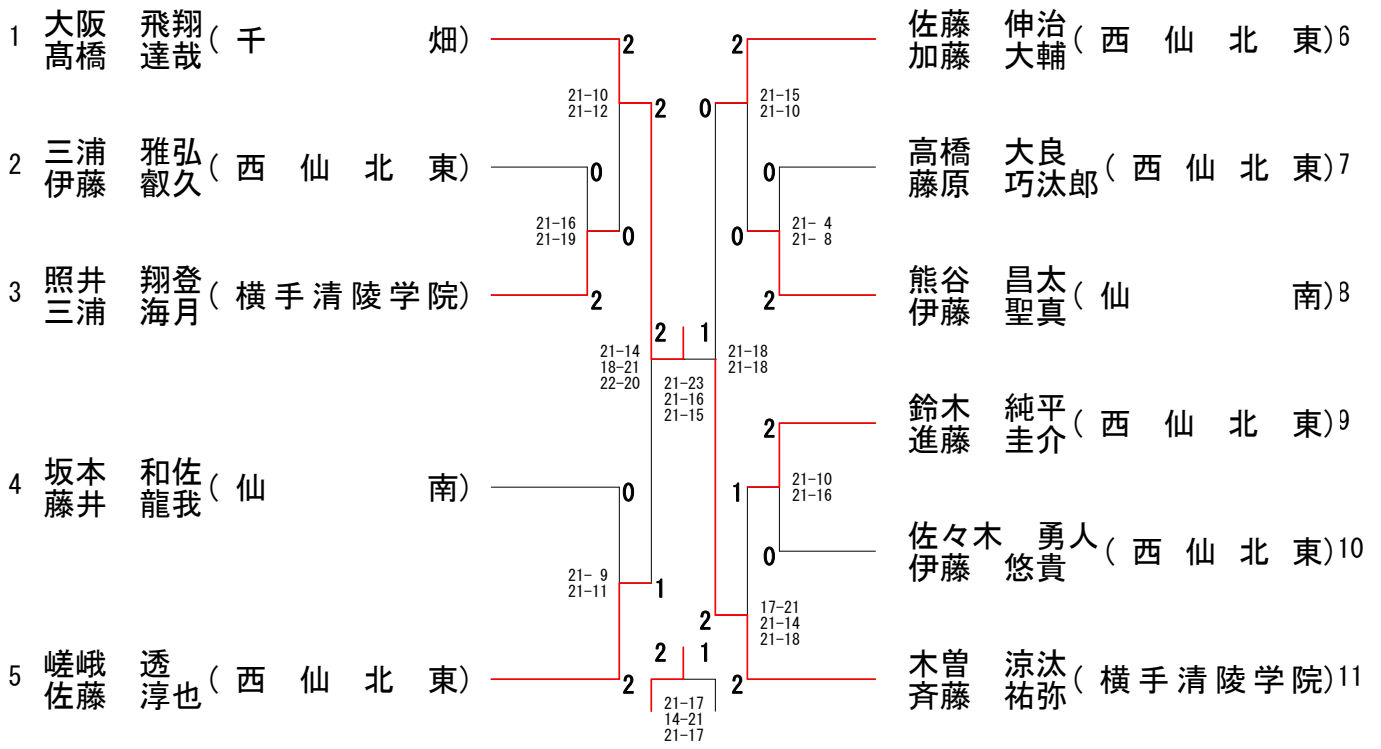 1 大阪 飛翔
髙橋 達哉 ( 千 畑)
2
21-10
21-12
2
2 三浦 雅弘
伊藤 叡久 ( 西 仙 北 東)
0
21-16
21-19
0
3 照井 翔登
三浦 海月 ( 横手清陵学院)
2
2 1
21-14
18-21
22-20
21-23
21-16
21-15
4 坂本 和佐
藤井 龍我 ( 仙 南)
0
21- 9
21-11
1
5 嵯峨 透
佐藤 淳也 ( 西 仙 北 東)
2
2 1
21-17
14-21
21-17
佐藤 伸治
加藤 大輔 ( 西 仙 北 東) 6
2
0
21-15
21-10
高橋 大良
藤原 巧汰郎 ( 西 仙 北 東) 7
0
21- 4
21- 8
0
熊谷 昌太
伊藤 聖真 ( 仙 南) 8
2
21-18
21-18
鈴木 純平
進藤 圭介 ( 西 仙 北 東) 9
2
21-10
21-16
1
佐々木 勇人
伊藤 悠貴 ( 西 仙 北 東) 10
0
17-21
21-14
21-18
2
木曽 涼汰
斉藤 祐弥 ( 横手清陵学院) 11
2